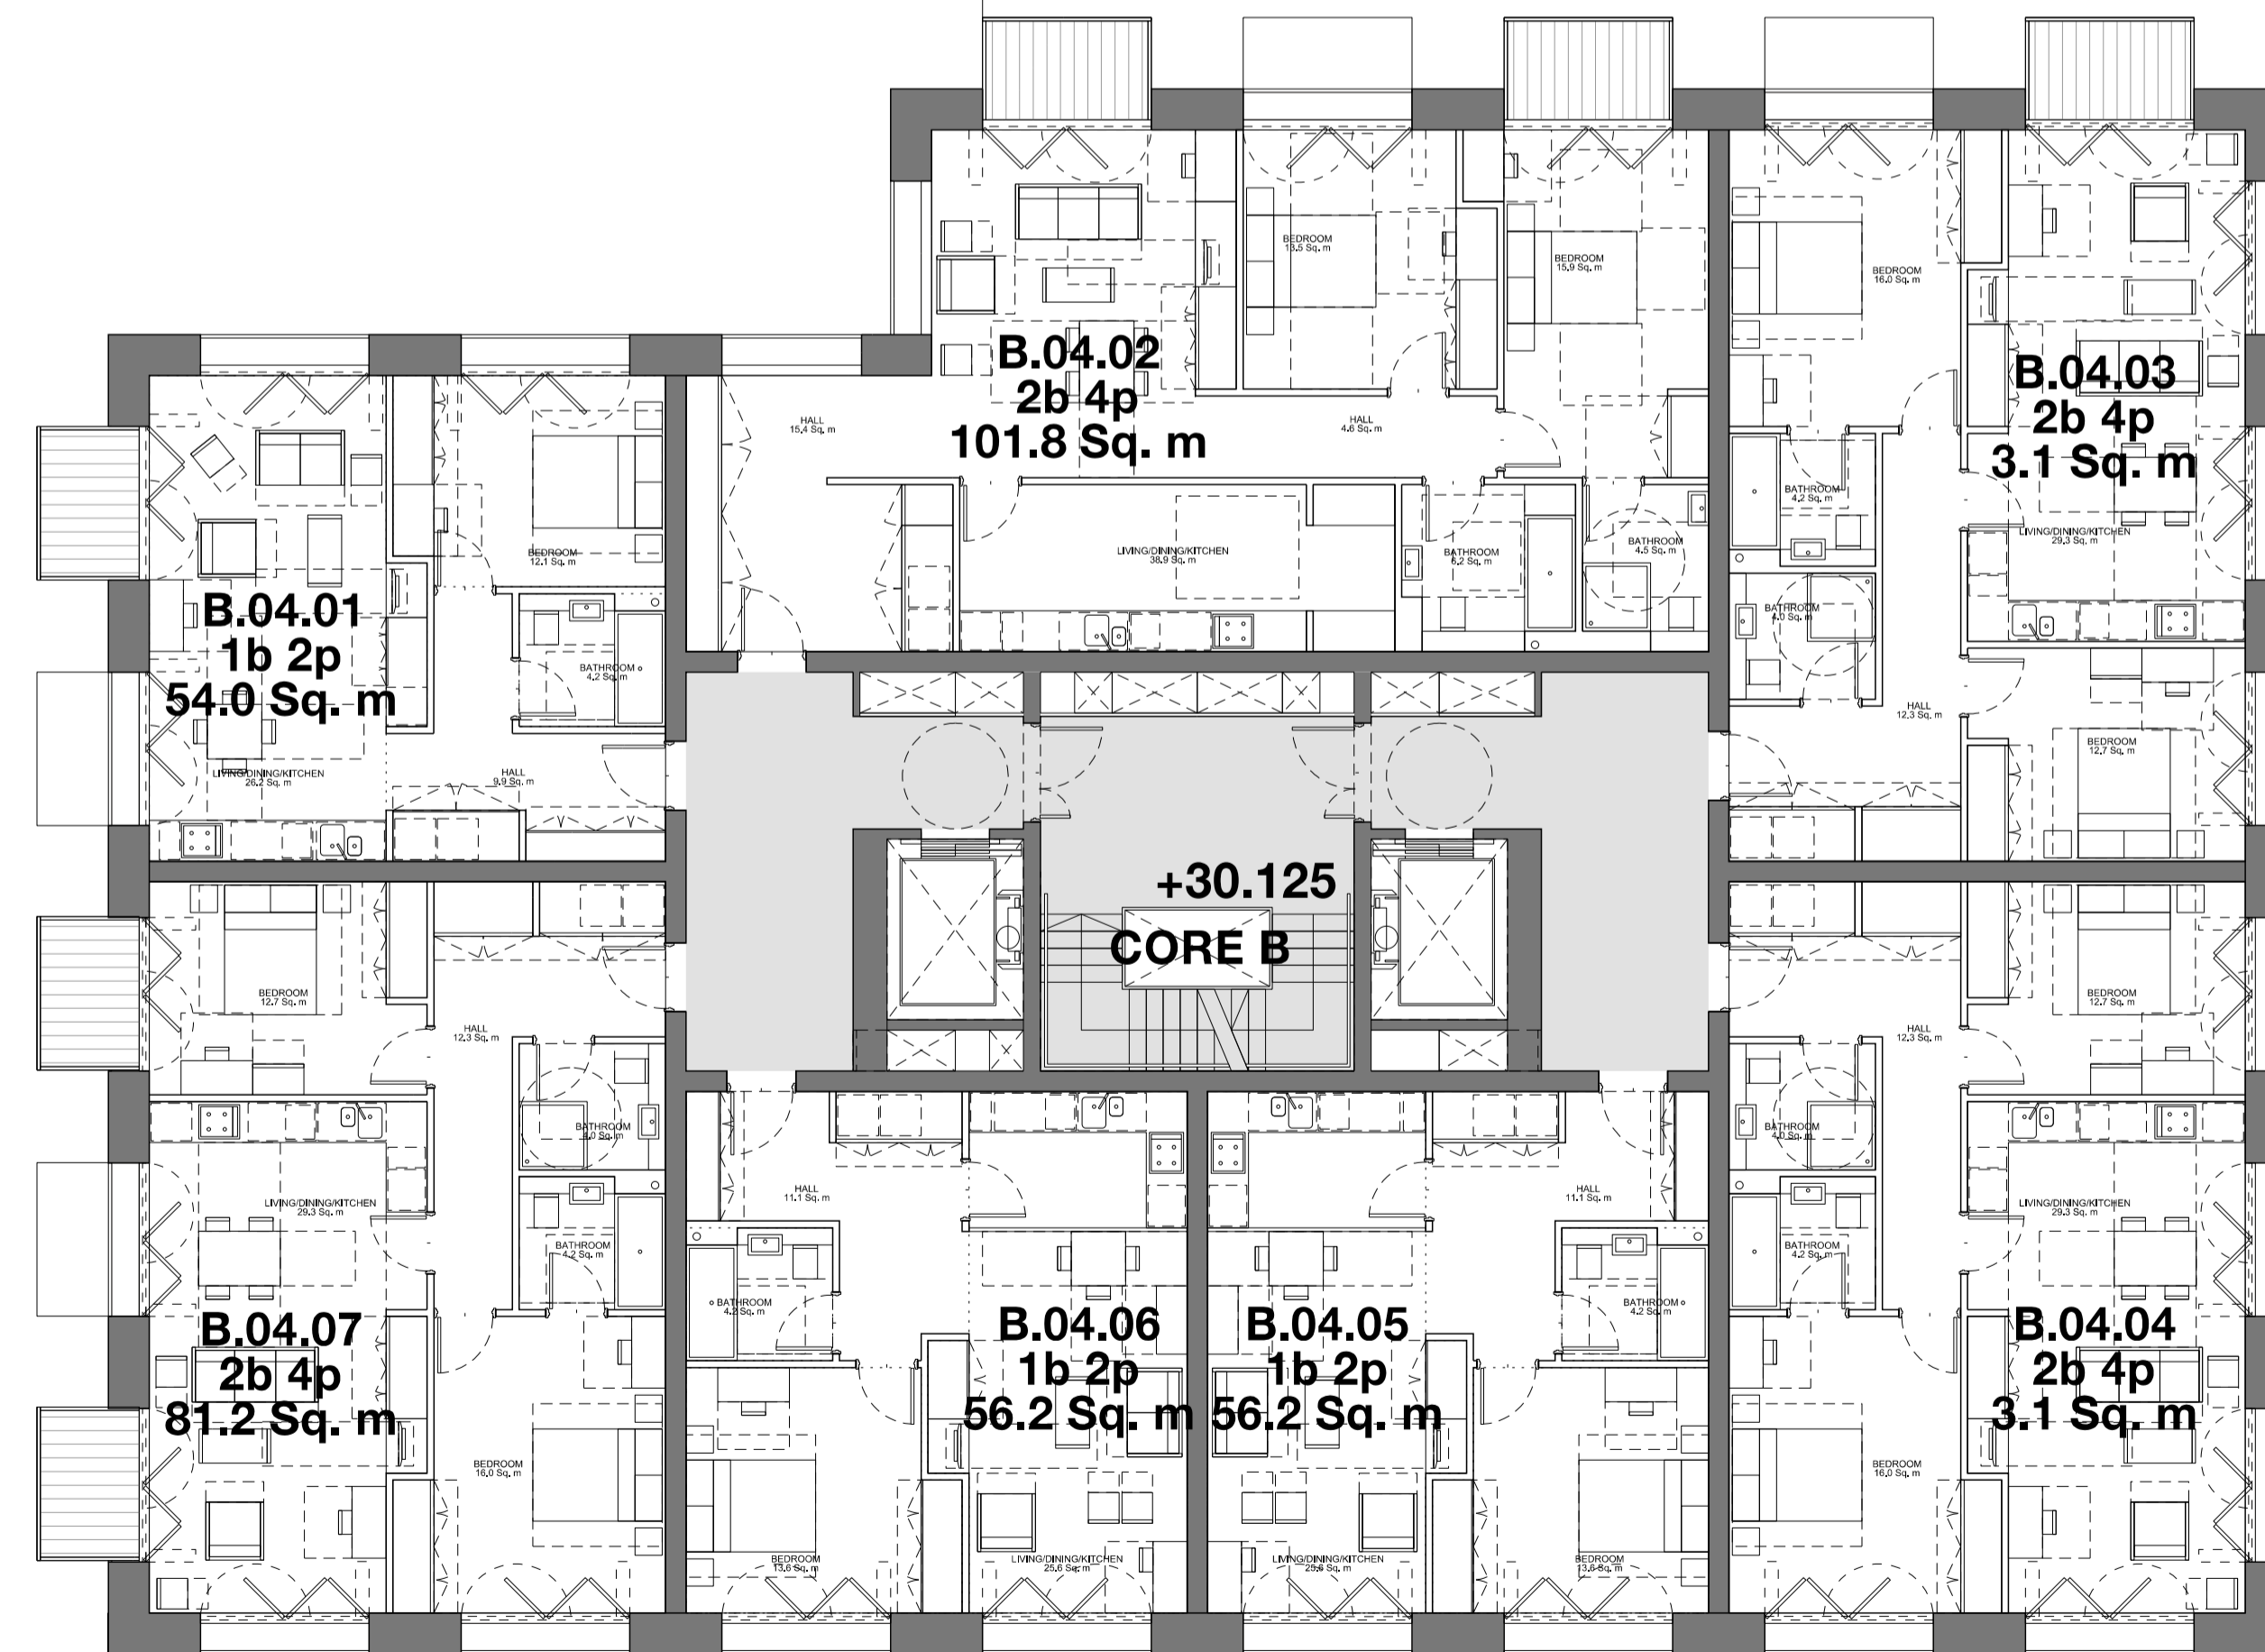 BEDROOM
13.5 Sq. m
BEDROOM
15.9 Sq. m
BEDROOM
16.0 Sq. m
B.04.02
2b 4p
101.8 Sq. m
HALL
15.4 Sq. m
HALL
4.6 Sq. m
B.04.03
2b 4p
3.1 Sq. m
BATHROOM
4.2 Sq. m
LIVING/DINING/KITCHEN
29.3 Sq. m
BEDROOM
12.1 Sq. m
LIVING/DINING/KITCHEN
38.9 Sq. m
BATHROOM
6.2 Sq. m
BATHROOM
4.5 Sq. m
B.04.01
1b 2p
54.0 Sq. m
BATHROOM
4.2 Sq. m
BATHROOM
4.0 Sq. m
HALL
12.3 Sq. m
BEDROOM
12.7 Sq. m
LIVING/DINING/KITCHEN
26.2 Sq. m
HALL
9.9 Sq. m
+30.125
CORE B
BEDROOM
12.7 Sq. m
HALL
12.3 Sq. m
HALL
12.3 Sq. m
BEDROOM
12.7 Sq. m
BATHROOM
4.0 Sq. m
BATHROOM
4.0 Sq. m
LIVING/DINING/KITCHEN
29.3 Sq. m
HALL
11.1 Sq. m
HALL
11.1 Sq. m
LIVING/DINING/KITCHEN
29.3 Sq. m
BATHROOM
4.2 Sq. m
BATHROOM
4.2 Sq. m
BATHROOM
4.2 Sq. m
BATHROOM
4.2 Sq. m
B.04.07
2b 4p
81.2 Sq. m
B.04.06
1b 2p
56.2 Sq. m
B.04.05
1b 2p
56.2 Sq. m
B.04.04
2b 4p
3.1 Sq. m
BEDROOM
16.0 Sq. m
BEDROOM
16.0 Sq. m
BEDROOM
13.6 Sq. m
LIVING/DINING/KITCHEN
25.6 Sq. m
LIVING/DINING/KITCHEN
25.6 Sq. m
BEDROOM
13.6 Sq. m